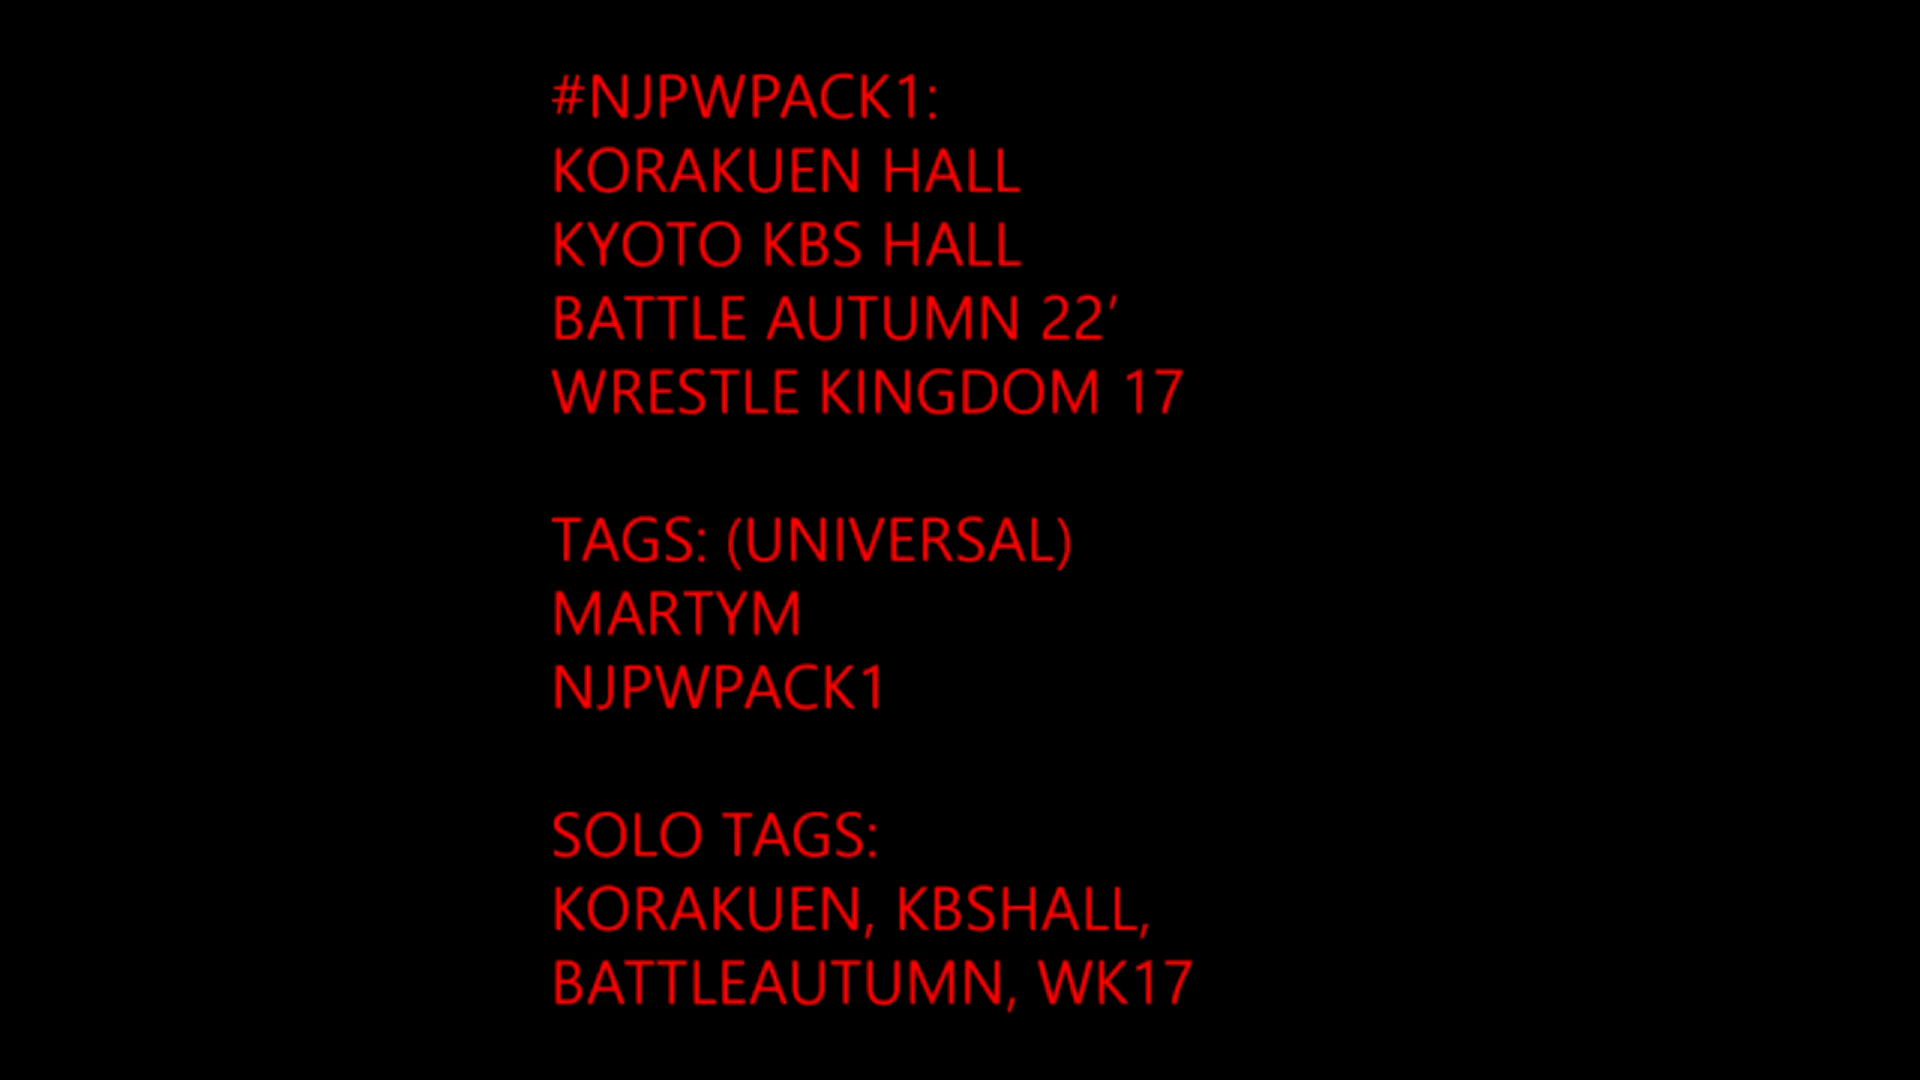 #NJPWPACK1:
KORAKUEN HALL
KYOTO KBS HALL
BATTLE AUTUMN 22'
WRESTLE KINGDOM 17
TAGS: (UNIVERSAL)
MARTYM
NJPWPACK1
SOLO TAGS:
KORAKUEN, KBSHALL,
BATTLEAUTUMN, WK17